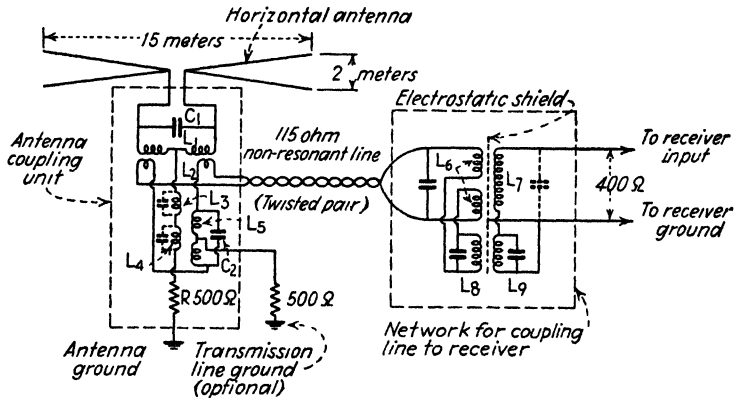 Horizontal antenna
15 meters
2
meters
Electrostatic shield
C1
L1
Antenna
coupling
unit
115 ohm
non-resonant line
To receiver
input
L6
L7
L2
400 Ω
(Twisted pair)
L3
To receiver
ground
L5
L4
C2
L8
L9
R 500 Ω
500 Ω
Network for coupling
line to receiver
Antenna
ground
Transmission
line ground
(optional)